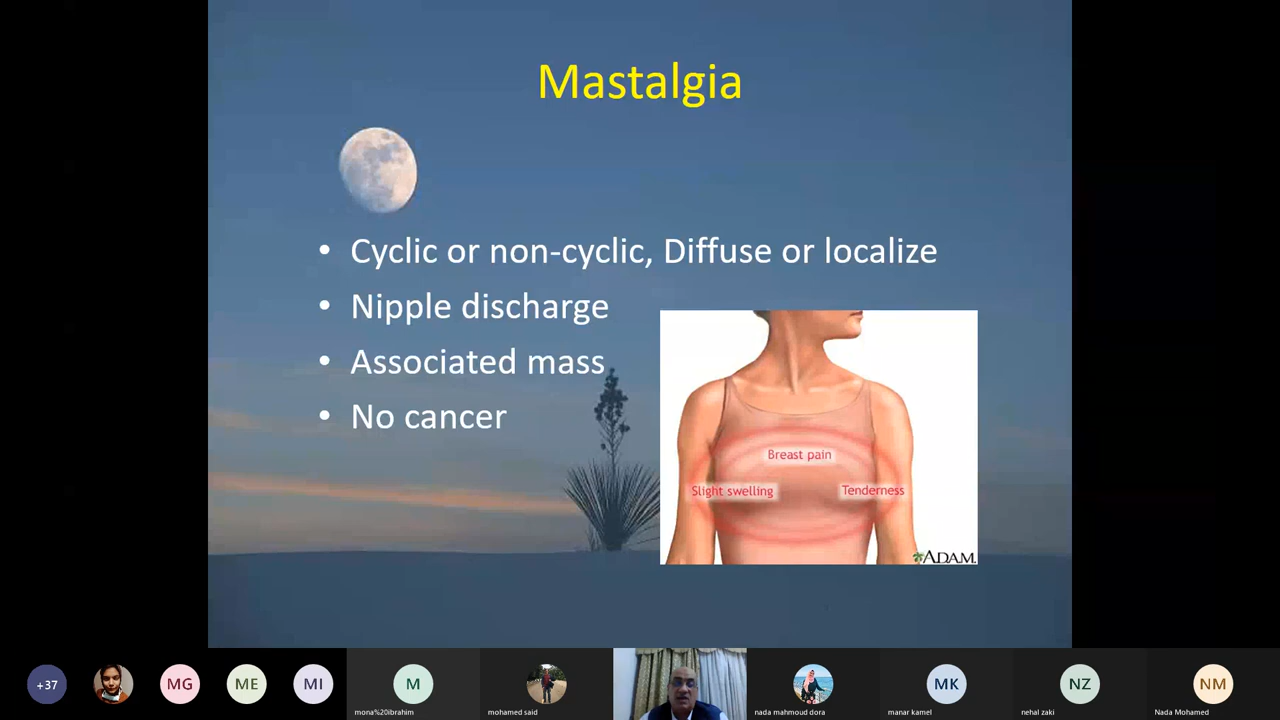 Mastalgia
• Cyclic or non-cyclic, Diffuse or localize
• Nipple discharge
• Associated mass
• No cancer
Breast pain
Slight swelling
Tenderness
ADAM.
+37
MG
ME
MI
M
mona%20ibrahim
mohamed said
nada mahmoud dora
MK
manar kamel
NZ
nehal zaki
NM
Nada Mohamed